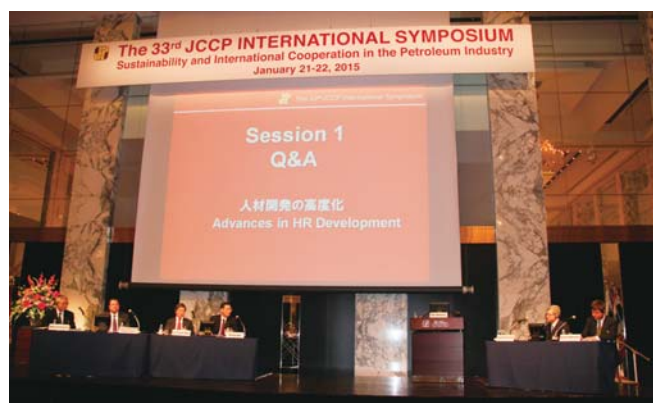 The 33rd JCCP INTERNATIONAL SYMPOSIUM
Sustainability and International Cooperation in the Petroleum Industry
January 21-22, 2015
The 33rd JCCP International Symposium
Session 1
Q&A
人材開発の高度化
Advances in HR Development